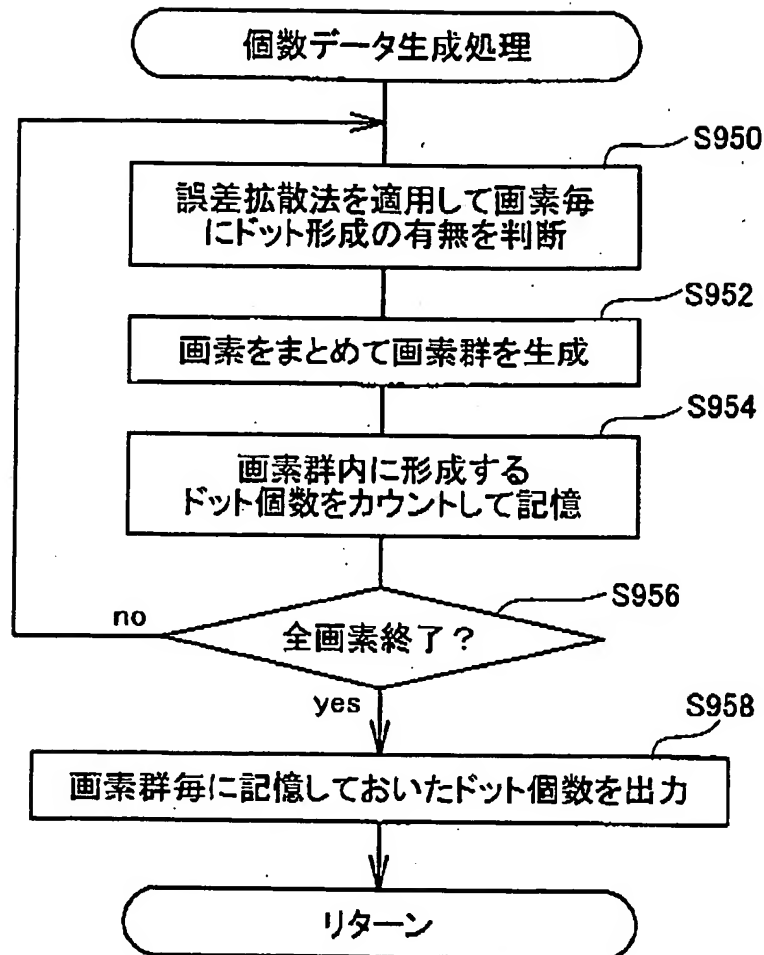 個数データ生成処理
S950
誤差拡散法を適用して画素毎
にドット形成の有無を判断
S952
画素をまとめて画素群を生成
S954
画素群内に形成する
ドット個数をカウントして記憶
S956
no
全画素終了？
yes
S958
画素群毎に記憶しておいたドット個数を出力
リターン